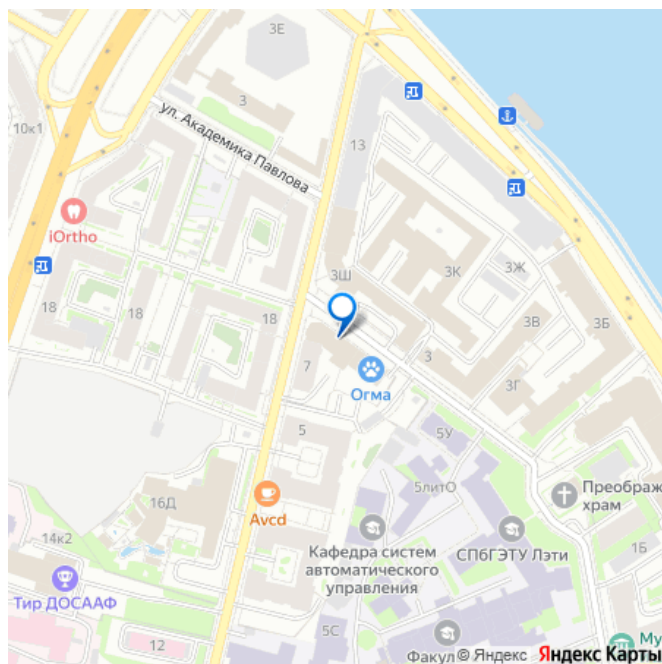 3Е
3
10к1
ул. Академика Павлова
13
iOrtho
3Ш
3К
3Ж
18
18
18
3В
3Б
7
3
Огма
3Г
5
5У
16Д
5литО
Преображ
храм
Avcd
14к2
Кафедра систем
автоматического
управления
СПбГЭТУ Лэти
1Б
Тир ДОСААФ
5С
12
Му
Факул
© Яндекс Яндекс Карты